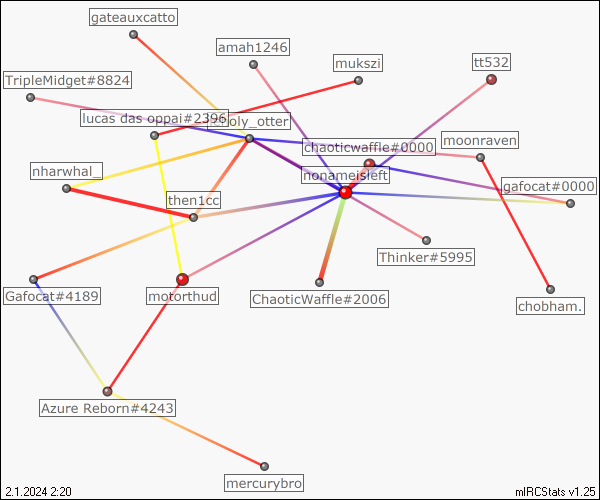 gateauxcatto
amah1246
mukszi
tt532
TripleMidget#8824
lucas das oppai#2396
holy_otter
chaoticwaffle#0000
moonraven
nharwhal_
nonameisleft
gafocat#0000
then1cc
Thinker#5995
Gafocat#4189
motorthud
ChaoticWaffle#2006
chobham.
Azure Reborn#4243
mercurybro
2.1.2024 2:20
mIRCStats v1.25